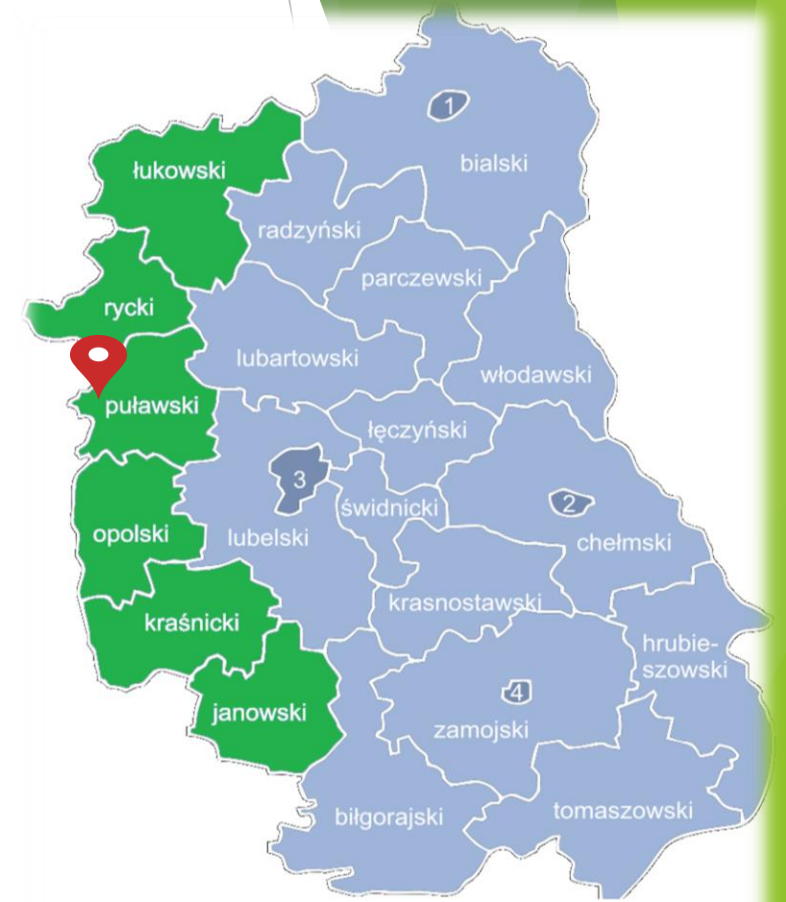 1
bialski
łukowski
radzyński
parczewski
rycki
lubartowski
włodawski
puławski
łęczyński
3
świdnicki
2
opolski
lubelski
chełmski
krasnostawski
kraśnicki
hrubie-
szowski
4
janowski
zamojski
biłgorajski
tomaszowski